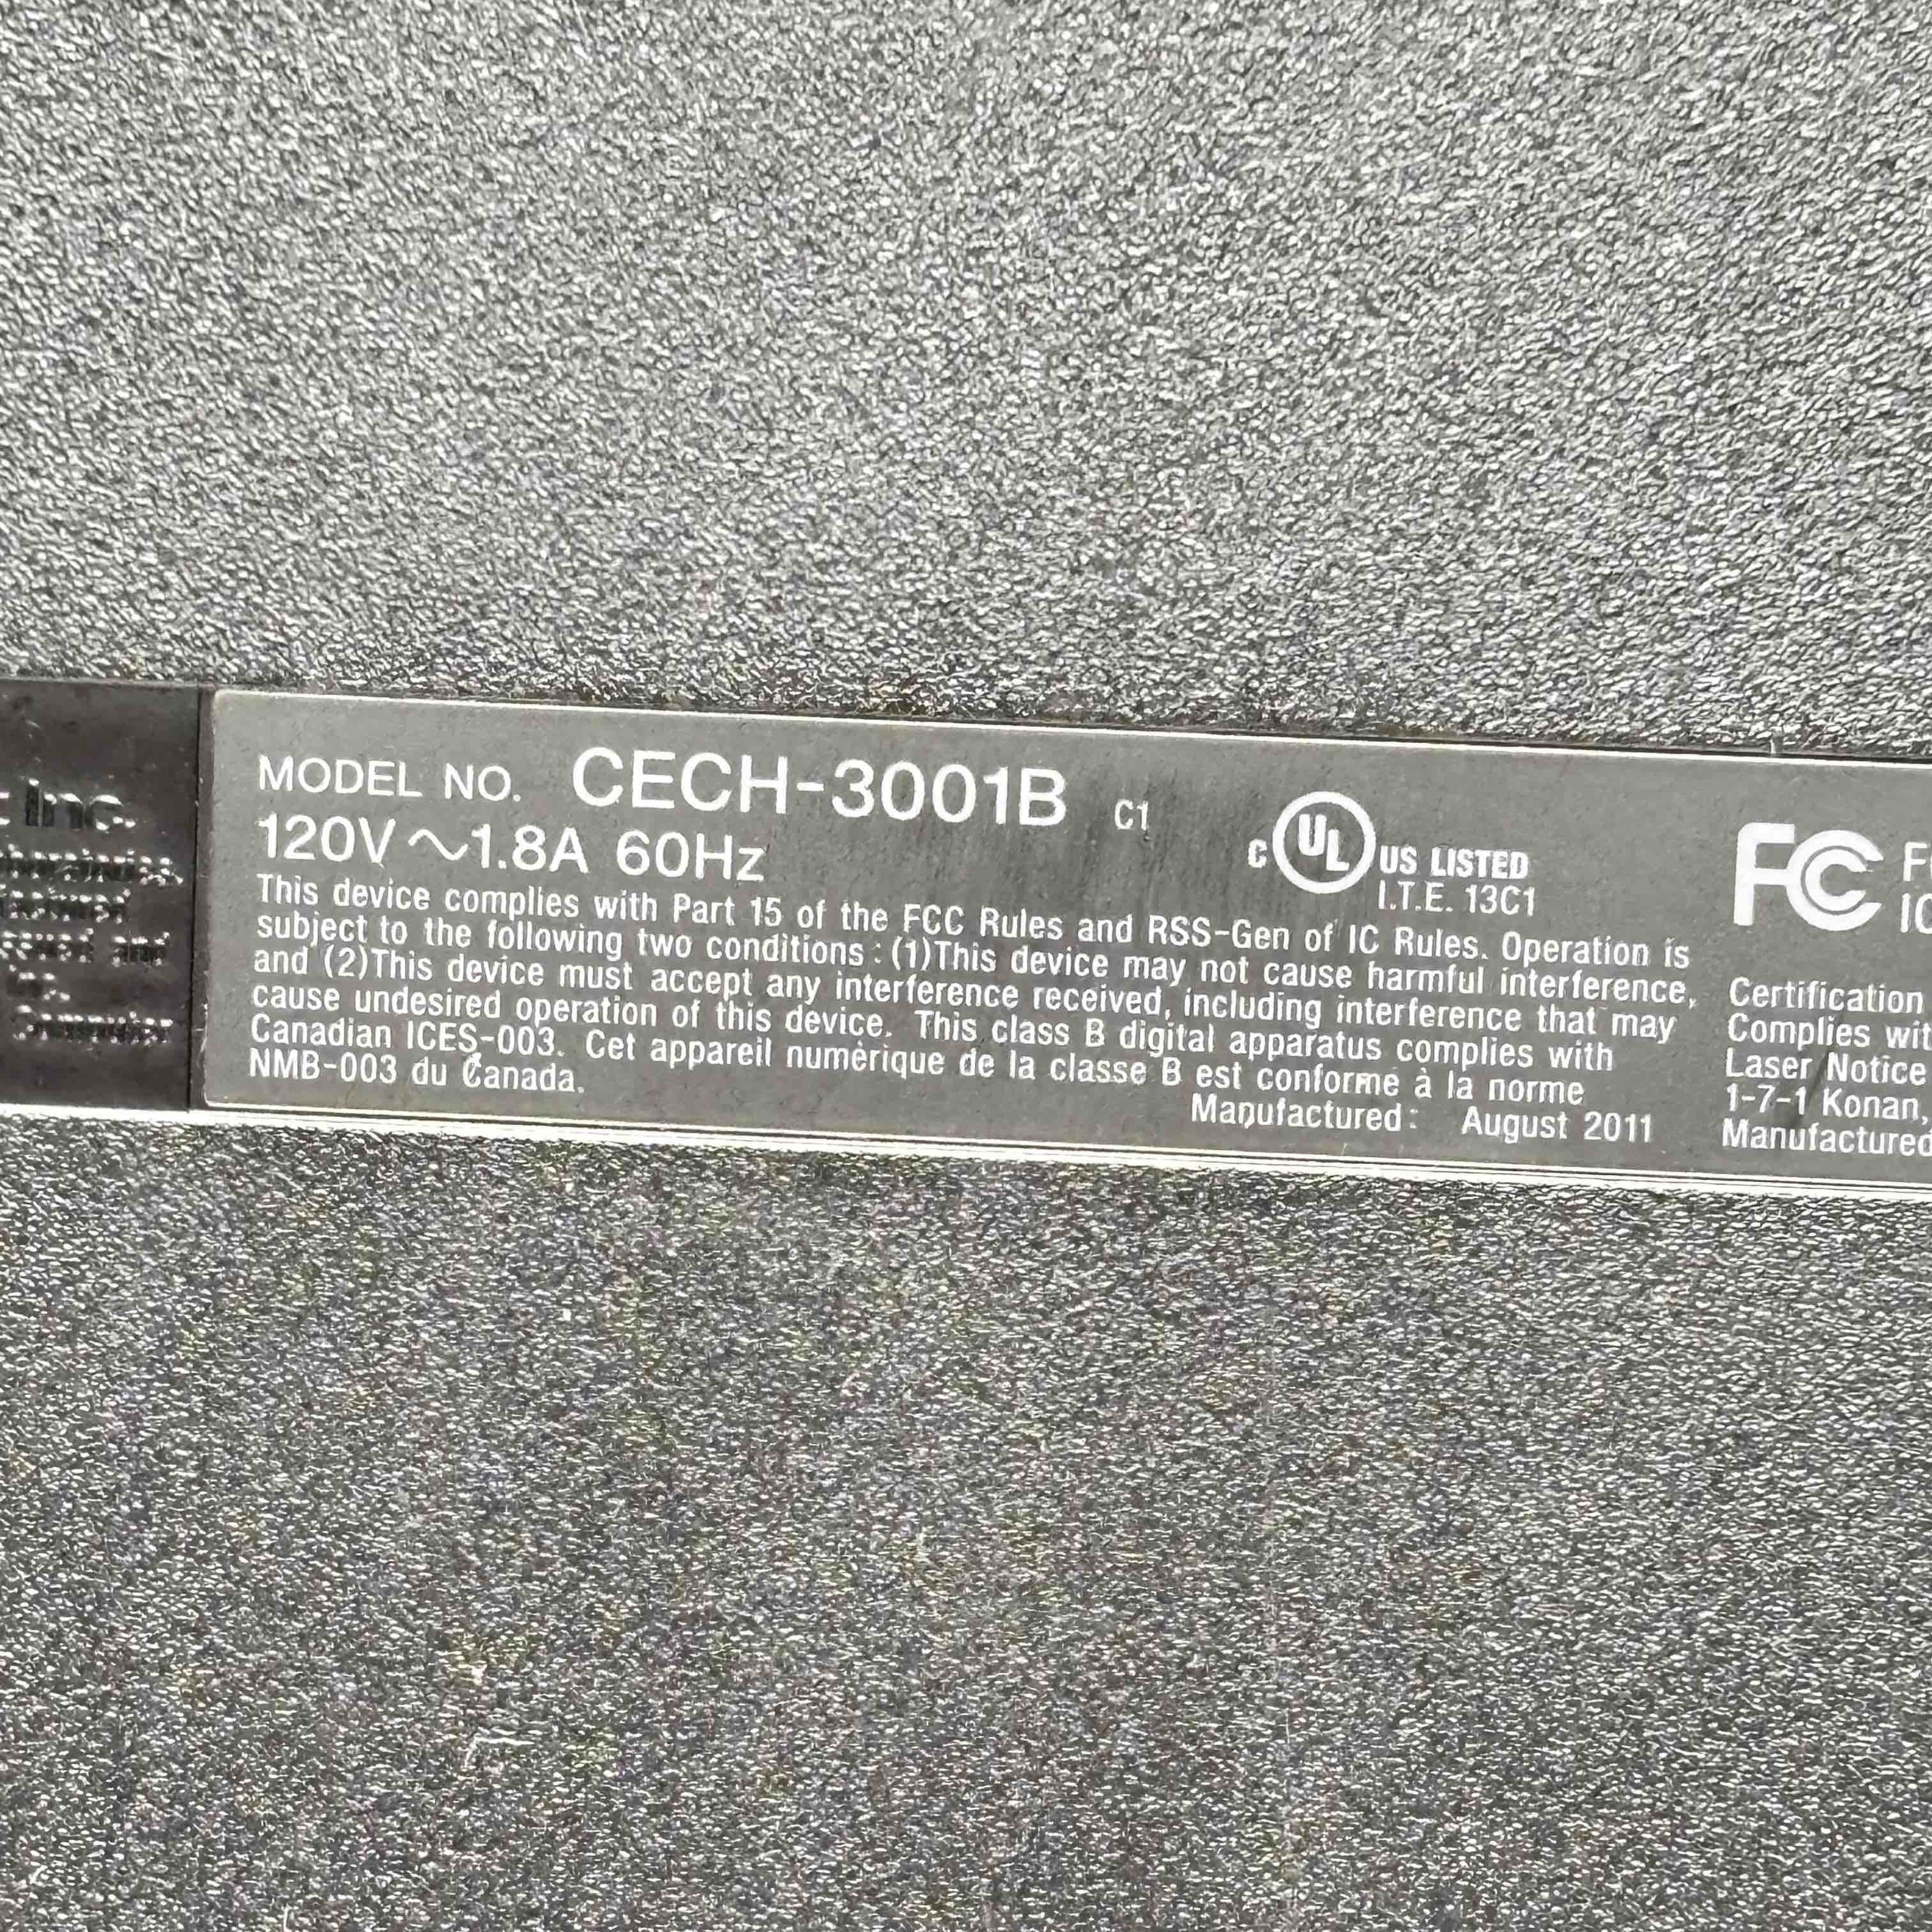 Inc.
MODEL NO. CECH-3001B C1
120V~1.8A 60Hz
C UL US LISTED
I.T.E. 13C1
This device complies with Part 15 of the FCC Rules and RSS-Gen of IC Rules. Operation is
subject to the following two conditions : (1)This device may not cause harmful interference,
and (2)This device must accept any interference received, including interference that may
cause undesired operation of this device. This class B digital apparatus complies with
Canadian ICES-003. Cet appareil numérique de la classe B est conforme à la norme
NMB-003 du Canada.
Manufactured: August 2011
FC
Certification
Complies wit
Laser Notice
1-7-1 Konan,
Manufactured